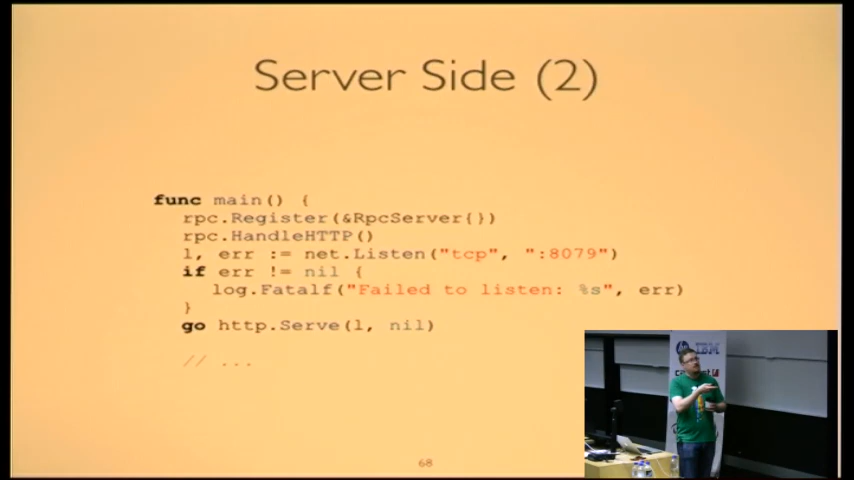 Server Side (2)
func main() {
rpc.Register(&RpcServer{})
rpc.HandleHTTP()
l, err := net.Listen("tcp", ":8079")
if err != nil {
log.Fatalf("Failed to listen: %s", err)
}
go http.Serve(l, nil)
// ...
68
hp
IBM